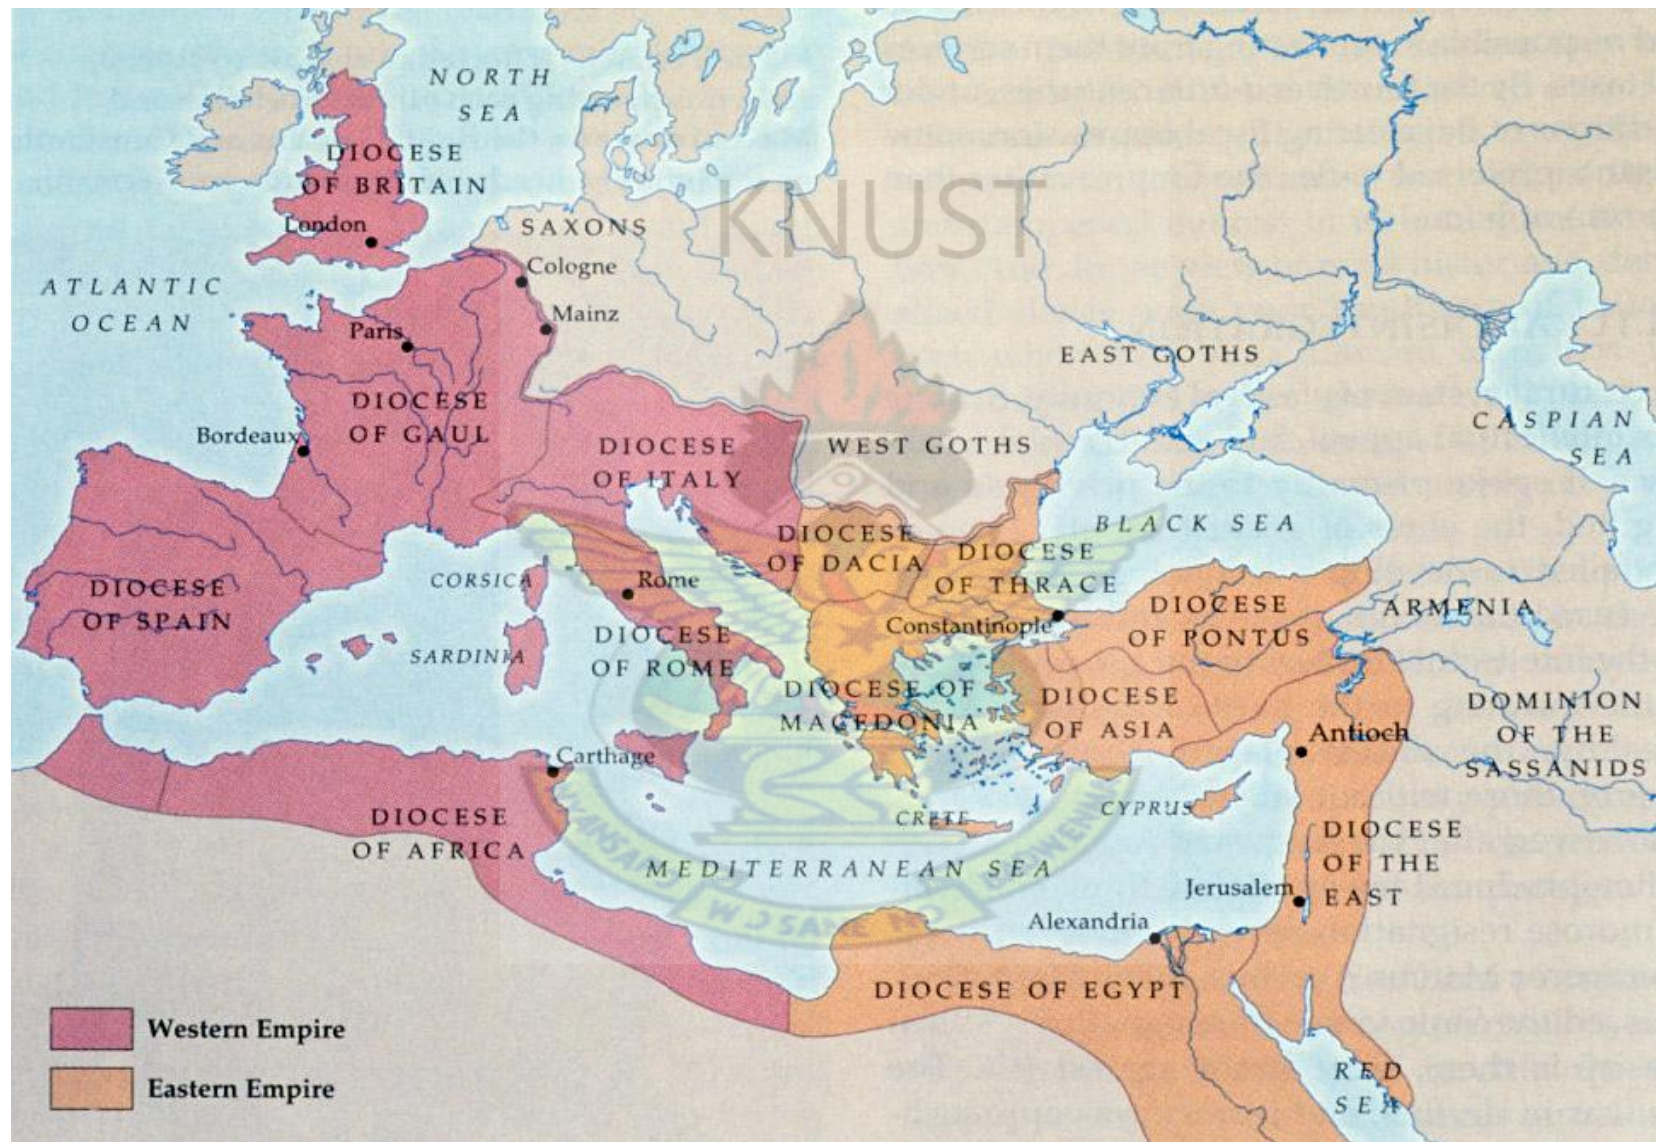 NORTH
SEA
DIOCESE
OF BRITAIN
London
SAXONS
KNUST
Cologne
ATLANTIC
OCEAN
Mainz
Paris
EAST GOTHS
DIOCESE
OF GAUL
Bordeaux
DIOCESE
OF ITALY
WEST GOTHS
CASPIAN
SEA
BLACK SEA
DIOCESE
OF DACIA
DIOCESE
OF THRACE
CORSICA
Rome
DIOCESE
OF SPAIN
Constantinople
DIOCESE
OF PONTUS
ARMENIA
SARDINIA
DIOCESE
OF ROME
DIOCESE OF
MACEDONIA
DIOCESE
OF ASIA
DOMINION
OF THE
SASSANIDS
Antioch
Carthage
CRETE
CYPRUS
DIOCESE
OF AFRICA
MEDITERRANEAN SEA
DIOCESE
OF THE
EAST
Jerusalem
Alexandria
W J SANE NO
DIOCESE OF EGYPT
Western Empire
Eastern Empire
RED
SEA